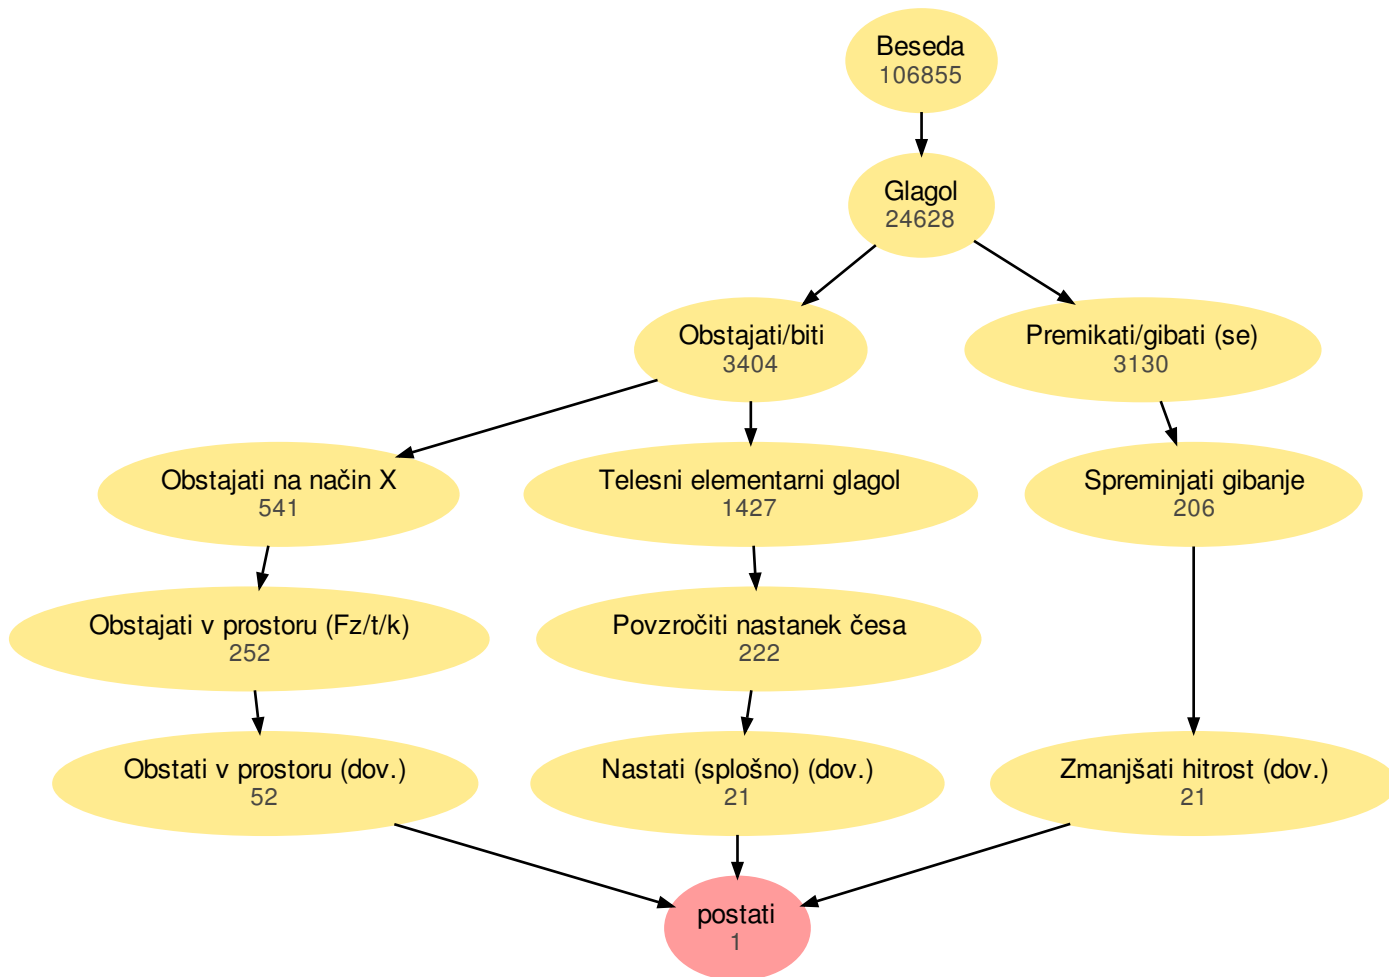 Beseda
106855
Glagol
24628
Obstajati/biti
3404
Premikati/gibati (se)
3130
Obstajati na način X
541
Telesni elementarni glagol
1427
Spreminjati gibanje
206
Obstajati v prostoru (Fz/t/k)
252
Povzročiti nastanek česa
222
Obstati v prostoru (dov.)
52
Nastati (splošno) (dov.)
21
Zmanjšati hitrost (dov.)
21
postati
1